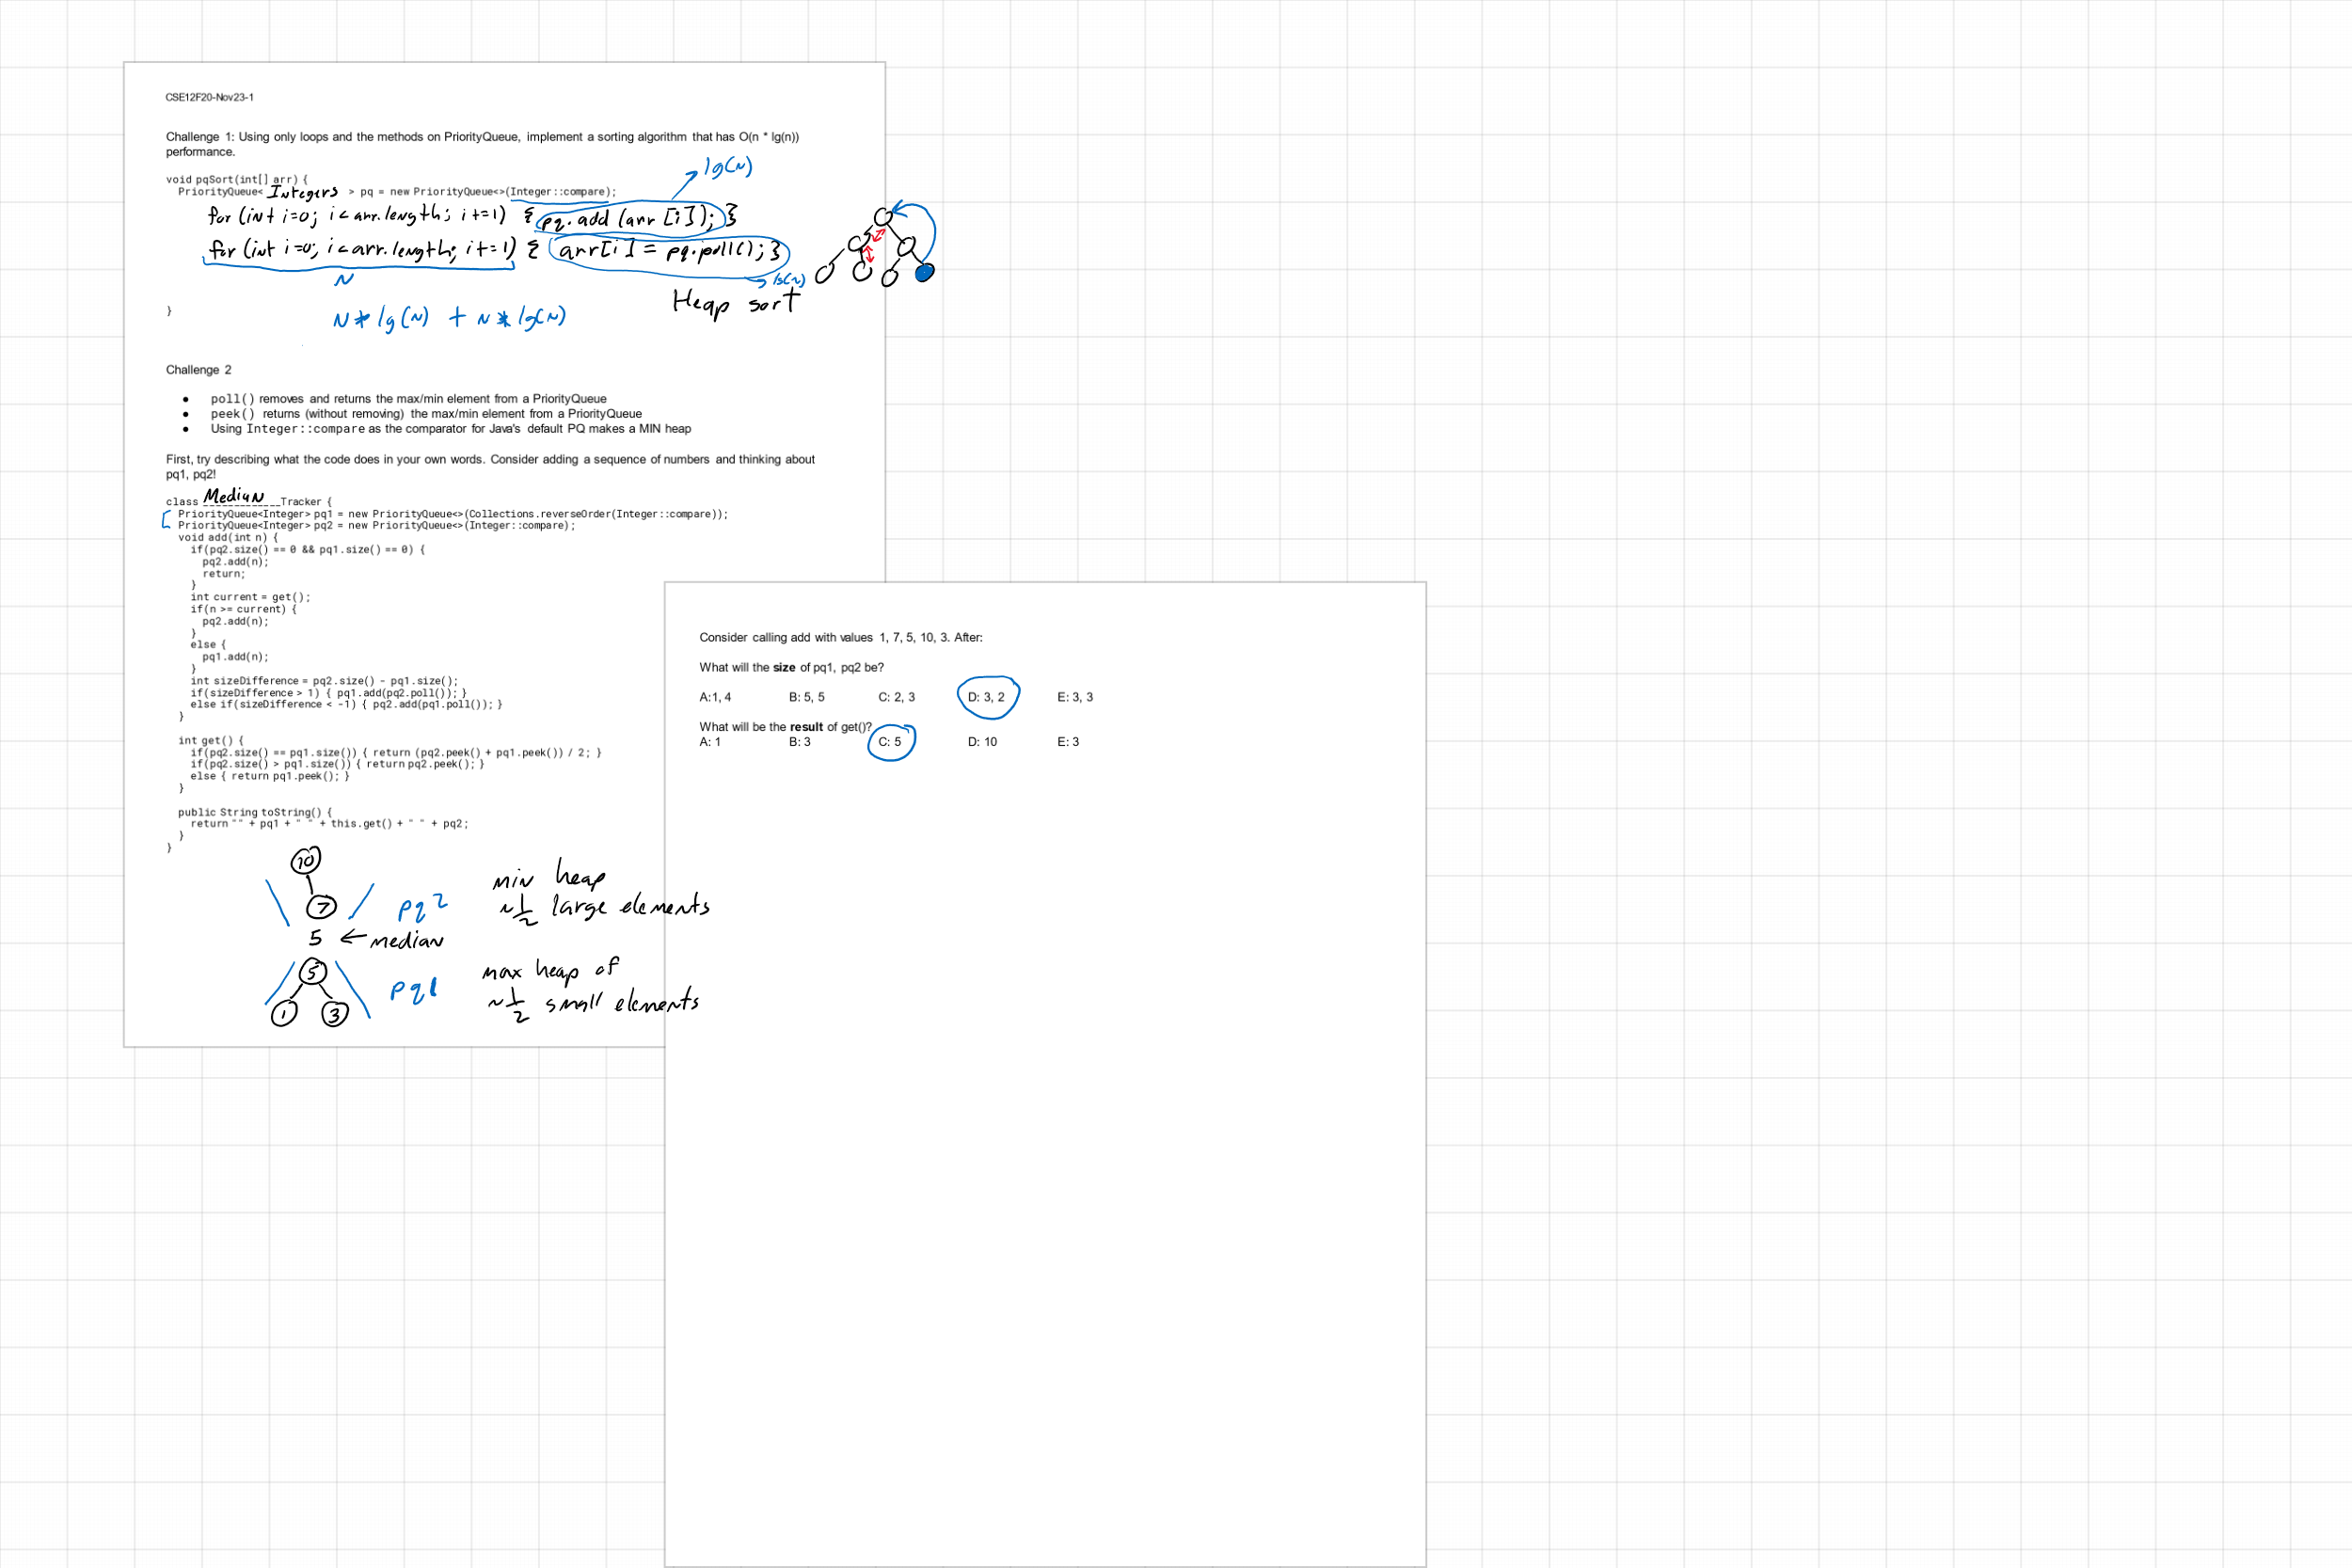 CSE12F20-Nov23-1
Challenge 1: Using only loops and the methods on PriorityQueue, implement a sorting algorithm that has O(n * lg(n))
performance.
lg(N)
void pqSort(int[] arr) {
PriorityQueue< Integers > pq = new PriorityQueue<>(Integer::compare);
for (int i=0; i<arr.length; i+=1) { pq.add (arr [i]); }
for (int i=0; i<arr.length; i+=1) { arr[i] = pq.poll(); }
N
lg(N)
Heap sort
}
N * lg(N) + N * lg(N)
Challenge 2
● poll() removes and returns the max/min element from a PriorityQueue
● peek() returns (without removing) the max/min element from a PriorityQueue
● Using Integer::compare as the comparator for Java's default PQ makes a MIN heap
First, try describing what the code does in your own words. Consider adding a sequence of numbers and thinking about
pq1, pq2!
class Median_____________Tracker {
PriorityQueue<Integer> pq1 = new PriorityQueue<>(Collections.reverseOrder(Integer::compare));
PriorityQueue<Integer> pq2 = new PriorityQueue<>(Integer::compare);
void add(int n) {
if(pq2.size() == 0 && pq1.size() == 0) {
pq2.add(n);
return;
}
int current = get();
if(n >= current) {
pq2.add(n);
}
else {
pq1.add(n);
}
int sizeDifference = pq2.size() - pq1.size();
if(sizeDifference > 1) { pq1.add(pq2.poll()); }
else if(sizeDifference < -1) { pq2.add(pq1.poll()); }
}
int get() {
if(pq2.size() == pq1.size()) { return (pq2.peek() + pq1.peek()) / 2; }
if(pq2.size() > pq1.size()) { return pq2.peek(); }
else { return pq1.peek(); }
}
public String toString() {
return "" + pq1 + " " + this.get() + " " + pq2;
}
}
10
7
pq2
min heap
~1/2 large elements
5 ← median
5
1 3
pq1
max heap of
~1/2 small elements
Consider calling add with values 1, 7, 5, 10, 3. After:
What will the size of pq1, pq2 be?
A:1, 4 B: 5, 5 C: 2, 3 D: 3, 2 E: 3, 3
What will be the result of get()?
A: 1 B: 3 C: 5 D: 10 E: 3